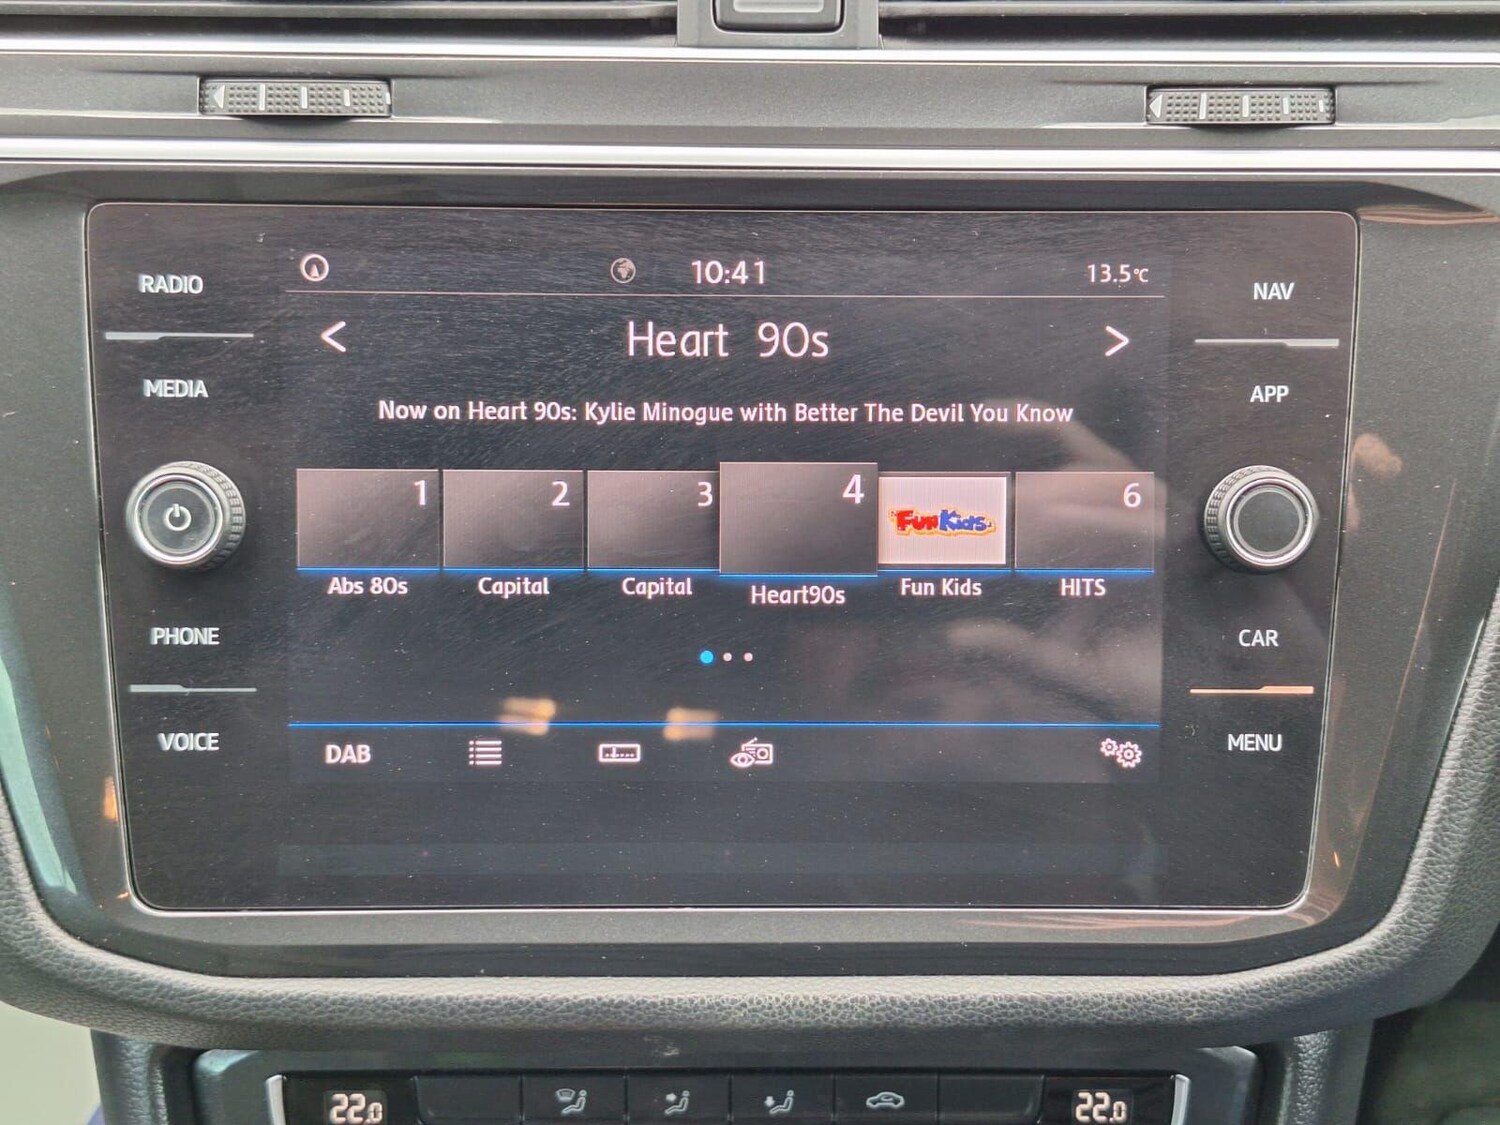 RADIO
MEDIA
PHONE
VOICE
10:41
13.5°C
< Heart 90s >
Now on Heart 90s: Kylie Minogue with Better The Devil You Know
1
2
3
4
Fun Kids
6
Abs 80s
Capital
Capital
Heart90s
Fun Kids
HITS
DAB
NAV
APP
CAR
MENU
22.0
22.0